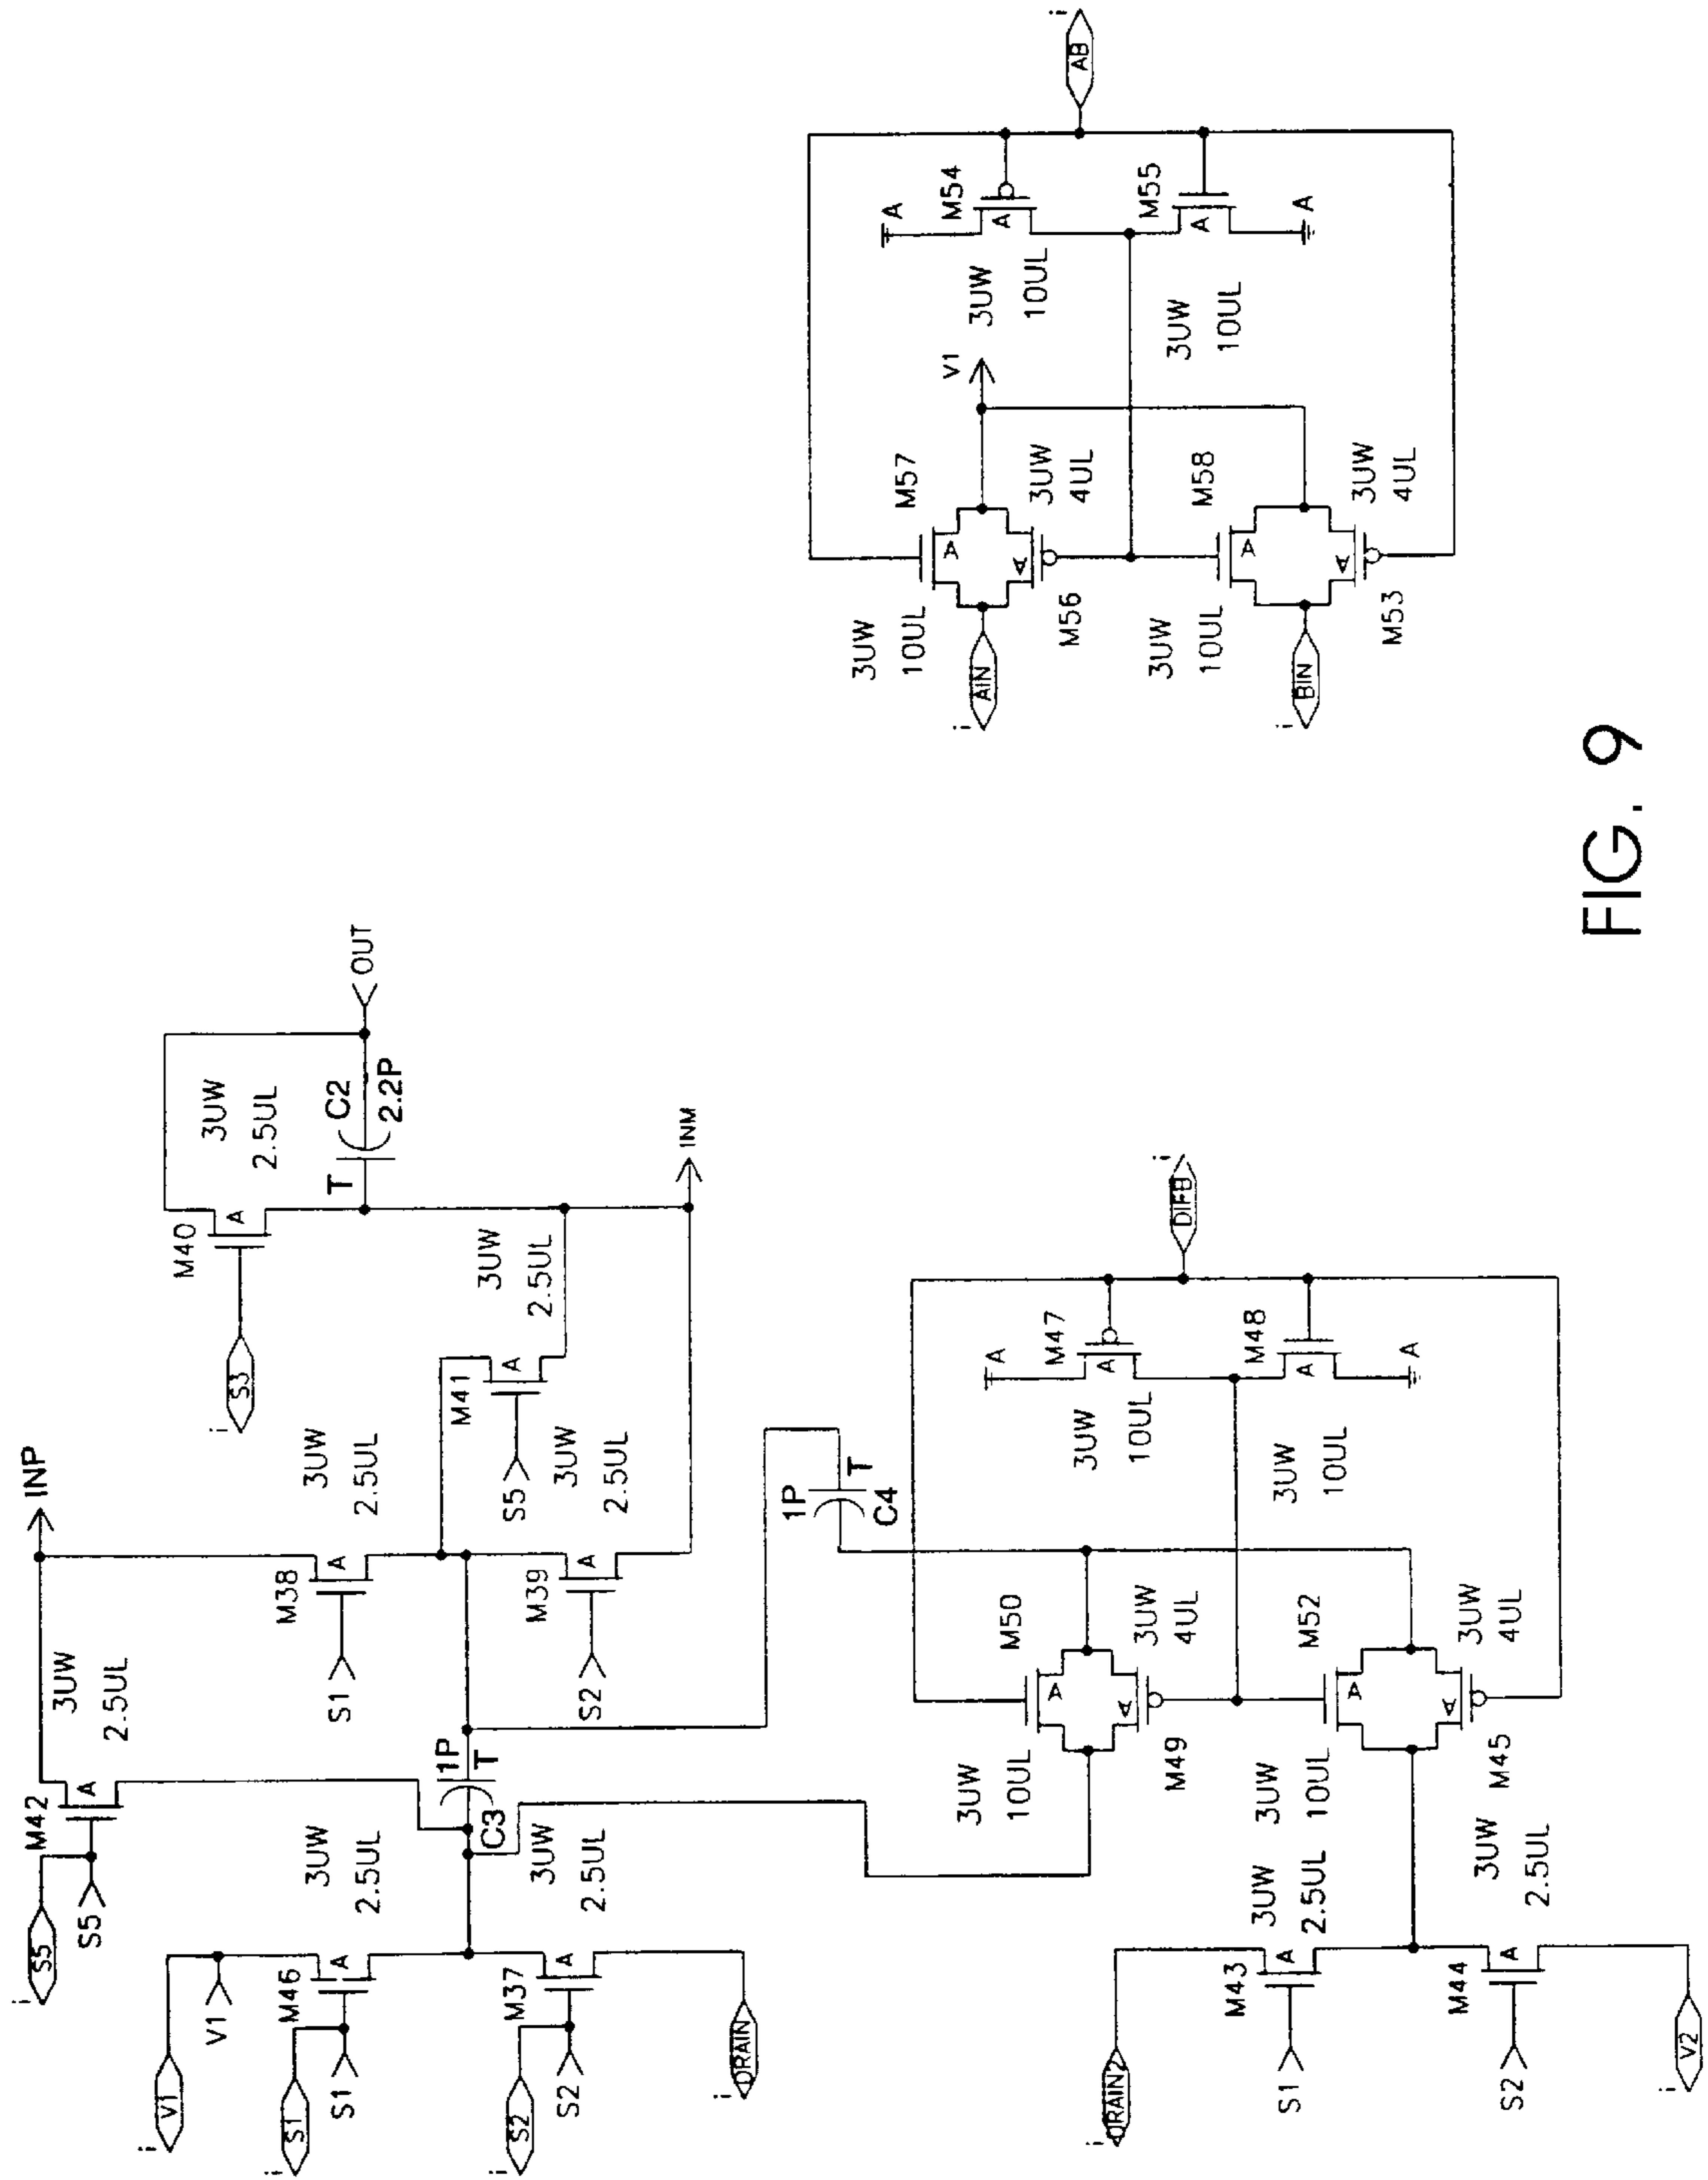 INP
S5
S5
M42
3UW
2.5UL
V1
V1
S1
S1
M46
A
3UW
2.5UL
S1
M38
A
3UW
2.5UL
S3
M40
A
3UW
2.5UL
T
C2
2.2P
OUT
1P
T
C3
S2
S2
M37
A
3UW
2.5UL
DRAIN
S2
M39
A
3UW
2.5UL
S5
M41
A
3UW
2.5UL
INM
1P
T
C4
M50
A
3UW
10UL
A
3UW
4UL
M49
M47
A
A
3UW
10UL
DIFB
M48
A
A
3UW
10UL
M52
A
3UW
10UL
A
3UW
4UL
M45
DRAIN2
S1
M43
A
3UW
2.5UL
S2
M44
A
3UW
2.5UL
V2
AIN
M57
A
3UW
10UL
A
3UW
4UL
M56
V1
M54
A
A
3UW
10UL
AB
M55
A
A
3UW
10UL
BIN
M58
A
3UW
10UL
A
3UW
4UL
M53
i
i
i
i
i
i
i
i
i
i
i
i
A
FIG. 9